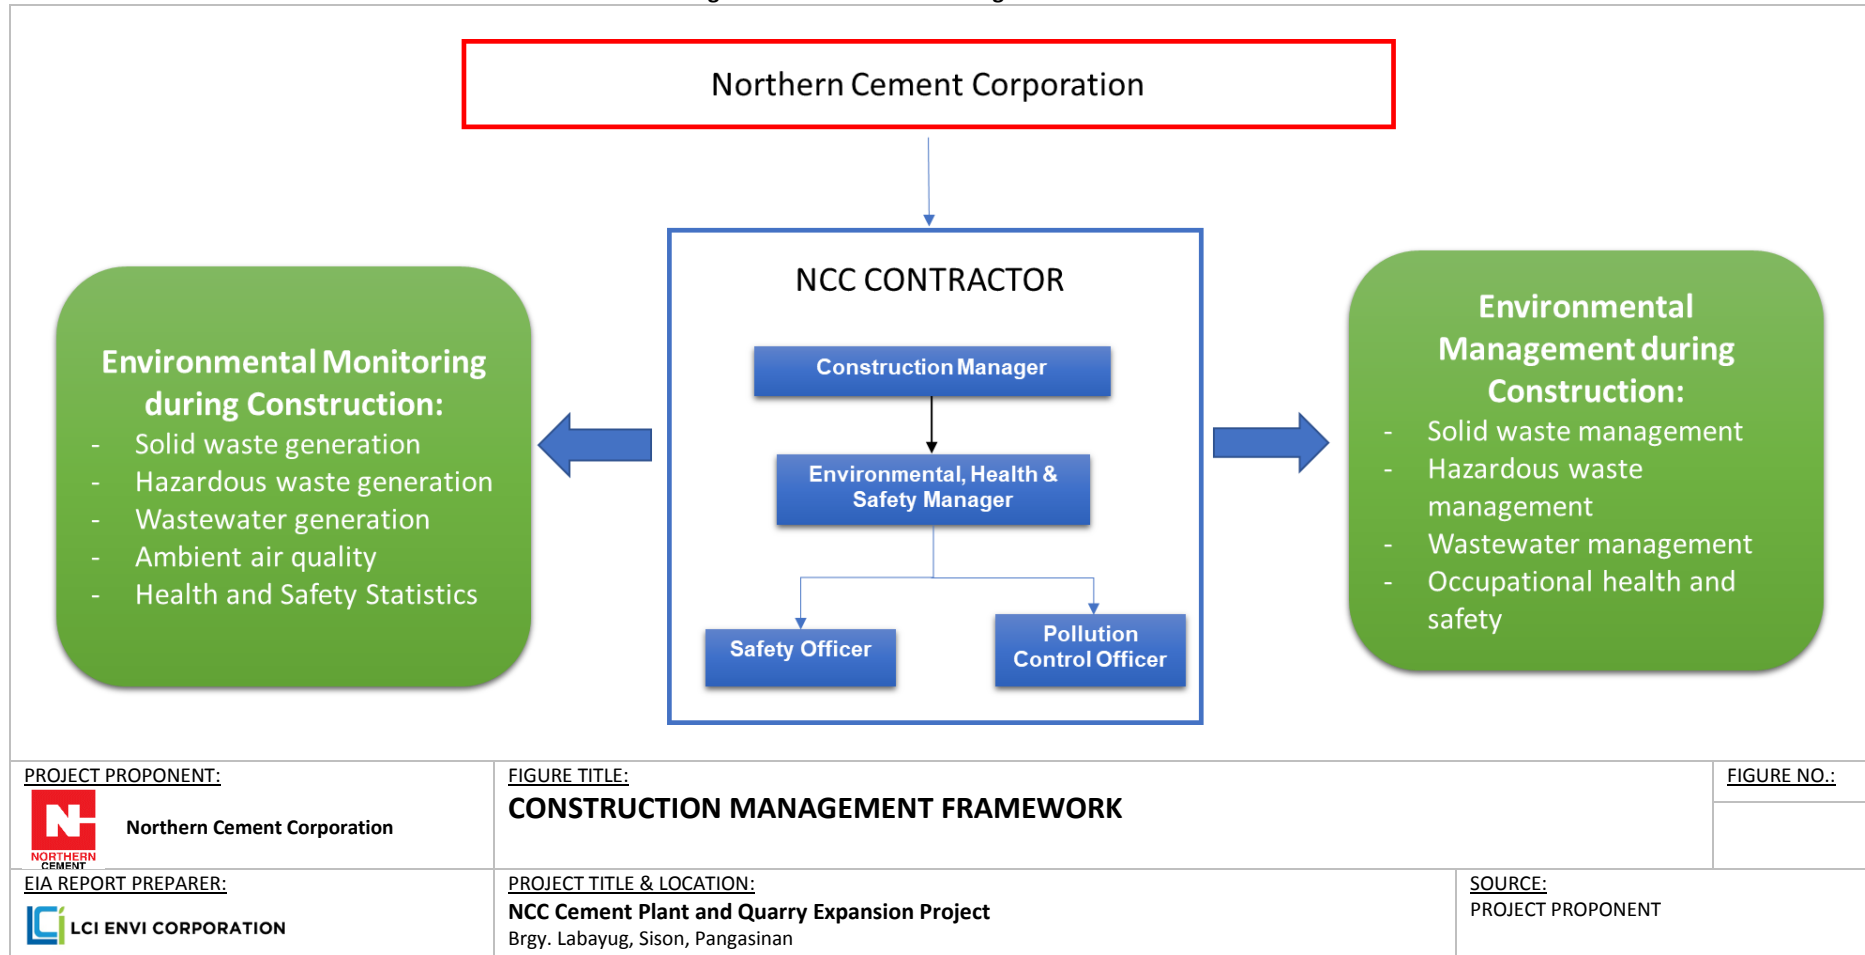 Northern Cement Corporation
NCC CONTRACTOR
Construction Manager
Environmental, Health &
Safety Manager
Safety Officer
Pollution
Control Officer
Environmental Monitoring
during Construction:
- Solid waste generation
- Hazardous waste generation
- Wastewater generation
- Ambient air quality
- Health and Safety Statistics
Environmental
Management during
Construction:
- Solid waste management
- Hazardous waste
management
- Wastewater management
- Occupational health and
safety
PROJECT PROPONENT:
N
NORTHERN
CEMENT
Northern Cement Corporation
FIGURE TITLE:
CONSTRUCTION MANAGEMENT FRAMEWORK
FIGURE NO.:
EIA REPORT PREPARER:
LCI ENVI CORPORATION
PROJECT TITLE & LOCATION:
NCC Cement Plant and Quarry Expansion Project
Brgy. Labayug, Sison, Pangasinan
SOURCE:
PROJECT PROPONENT